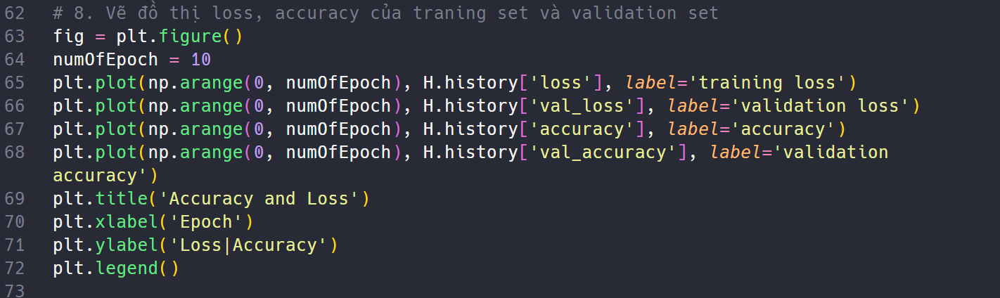 62 # 8. Vẽ đồ thị loss, accuracy của traning set và validation set
63 fig = plt.figure()
64 numOfEpoch = 10
65 plt.plot(np.arange(0, numOfEpoch), H.history['loss'], label='training loss')
66 plt.plot(np.arange(0, numOfEpoch), H.history['val_loss'], label='validation loss')
67 plt.plot(np.arange(0, numOfEpoch), H.history['accuracy'], label='accuracy')
68 plt.plot(np.arange(0, numOfEpoch), H.history['val_accuracy'], label='validation
accuracy')
69 plt.title('Accuracy and Loss')
70 plt.xlabel('Epoch')
71 plt.ylabel('Loss|Accuracy')
72 plt.legend()
73